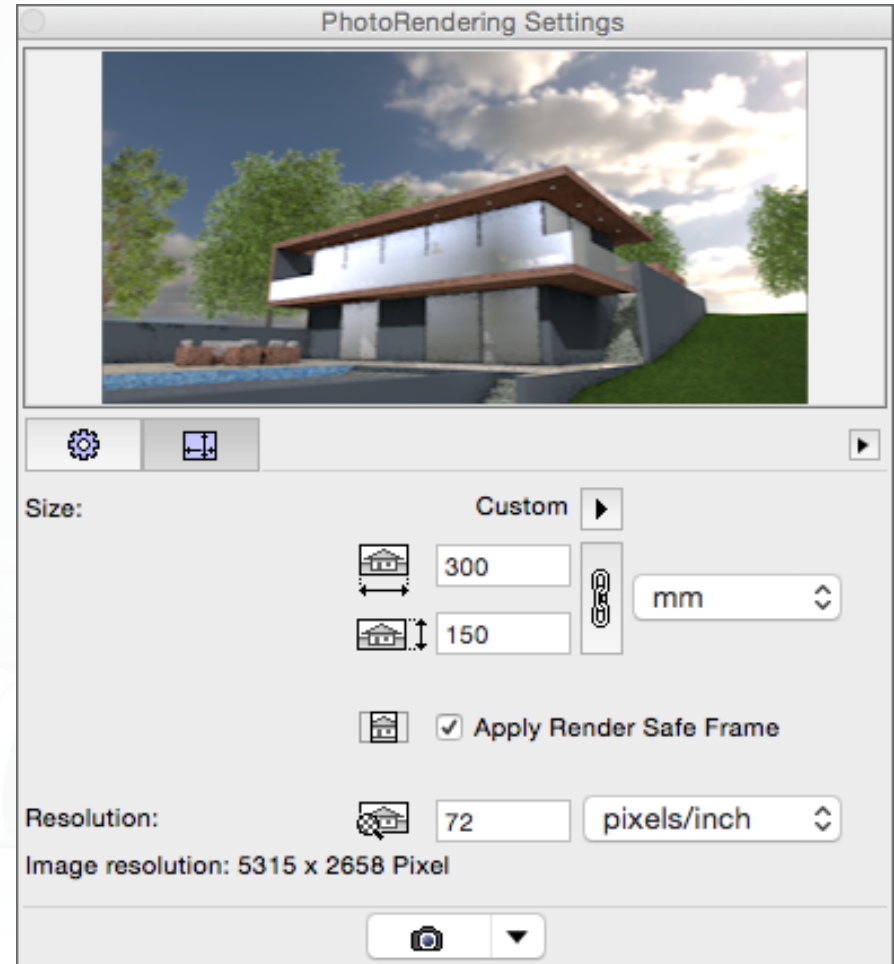 PhotoRendering Settings
Size:
Custom
300
mm
150
Apply Render Safe Frame
Resolution:
72
pixels/inch
Image resolution: 5315 x 2658 Pixel